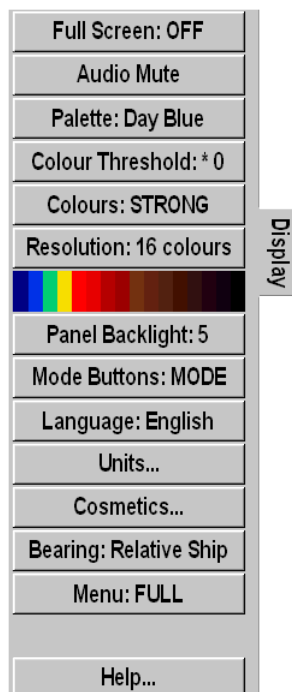 Full Screen: OFF
Audio Mute
Palette: Day Blue
Colour Threshold: * 0
Colours: STRONG
Resolution: 16 colours
Display
Panel Backlight: 5
Mode Buttons: MODE
Language: English
Units...
Cosmetics...
Bearing: Relative Ship
Menu: FULL
Help...